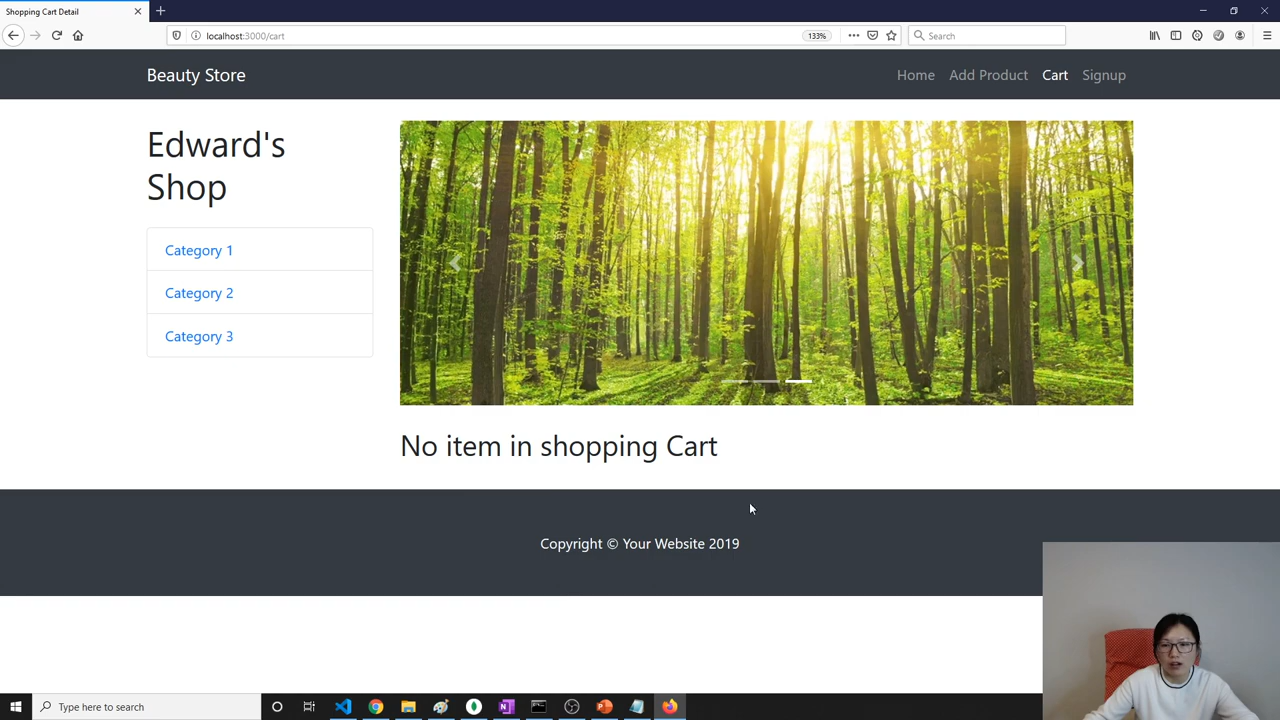 Shopping Cart Detail
localhost:3000/cart
133%
Search
Beauty Store
Home
Add Product
Cart
Signup
Edward's
Shop
Category 1
Category 2
Category 3
No item in shopping Cart
Copyright © Your Website 2019
Type here to search